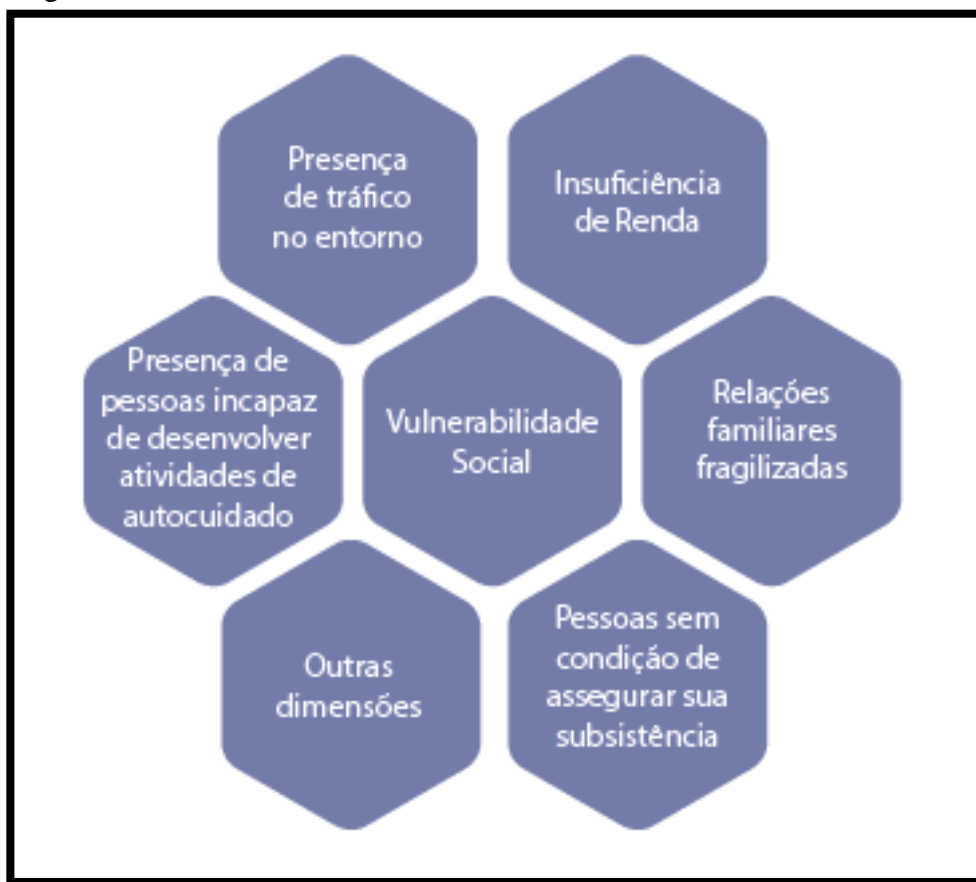 Presença
de tráfico
no entorno
Insuficiência
de Renda
Presença de
pessoas incapaz
de desenvolver
atividades de
autocuidado
Vulnerabilidade
Social
Relações
familiares
fragilizadas
Outras
dimensões
Pessoas sem
condição de
assegurar sua
subsistência